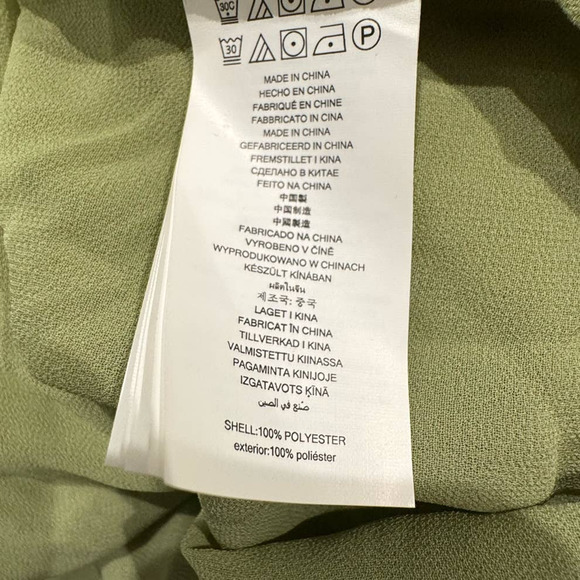 30C
30 P
MADE IN CHINA
HECHO EN CHINA
FABRIQUÉ EN CHINE
FABBRICATO IN CINA
MADE IN CHINA
GEFABRICEERD IN CHINA
FREMSTILLET I KINA
СДЕЛАНО В КИТАЕ
FEITO NA CHINA
中国製
中国制造
中國製造
FABRICADO NA CHINA
VYROBENO V ČÍNĚ
WYPRODUKOWANO W CHINACH
KÉSZÜLT KÍNÁBAN
ผลิตในจีน
제조국: 중국
LAGET I KINA
FABRICAT ÎN CHINA
TILLVERKAD I KINA
VALMISTETTU KIINASSA
PAGAMINTA KINIJOJE
IZGATAVOTS ĶĪNĀ
صنع في الصين
SHELL:100% POLYESTER
exterior:100% poliéster